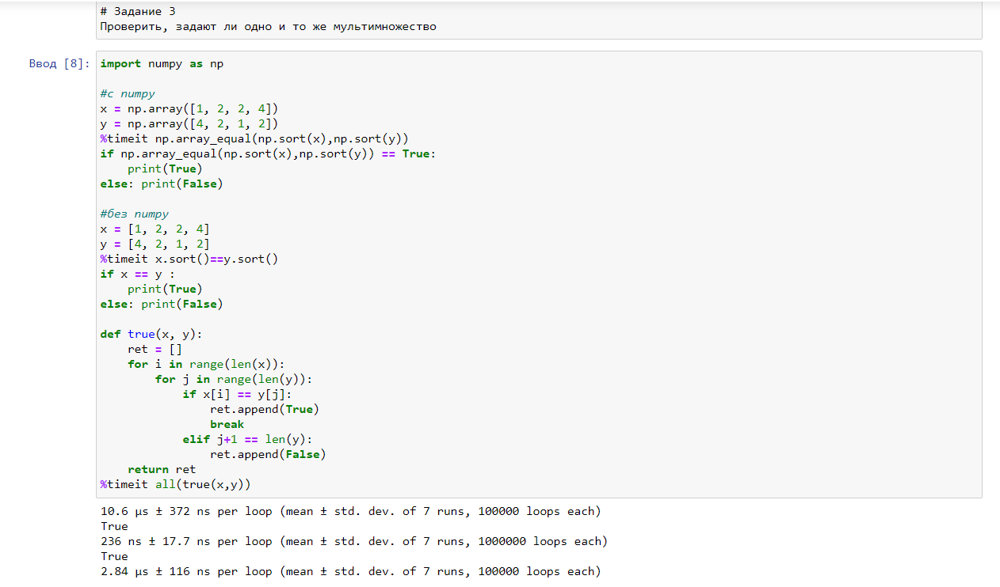 # Задание 3
Проверить, задают ли одно и то же мультимножество
Ввод [8]: import numpy as np
#с numpy
x = np.array([1, 2, 2, 4])
y = np.array([4, 2, 1, 2])
%timeit np.array_equal(np.sort(x),np.sort(y))
if np.array_equal(np.sort(x),np.sort(y)) == True:
    print(True)
else: print(False)
#без numpy
x = [1, 2, 2, 4]
y = [4, 2, 1, 2]
%timeit x.sort()==y.sort()
if x == y :
    print(True)
else: print(False)
def true(x, y):
    ret = []
    for i in range(len(x)):
        for j in range(len(y)):
            if x[i] == y[j]:
                ret.append(True)
                break
            elif j+1 == len(y):
                ret.append(False)
    return ret
%timeit all(true(x,y))
10.6 µs ± 372 ns per loop (mean ± std. dev. of 7 runs, 100000 loops each)
True
236 ns ± 17.7 ns per loop (mean ± std. dev. of 7 runs, 1000000 loops each)
True
2.84 µs ± 116 ns per loop (mean ± std. dev. of 7 runs, 100000 loops each)